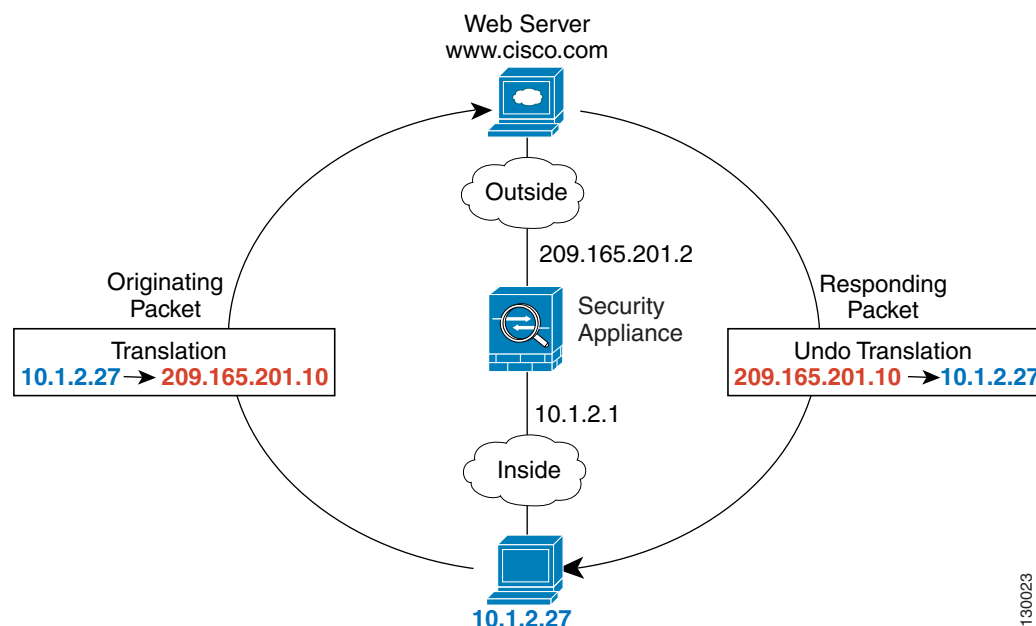 Web Server
www.cisco.com
Outside
209.165.201.2
Originating
Packet
Responding
Packet
Security
Appliance
Translation
10.1.2.27 209.165.201.10
Undo Translation
209.165.201.10 10.1.2.27
10.1.2.1
Inside
10.1.2.27
130023